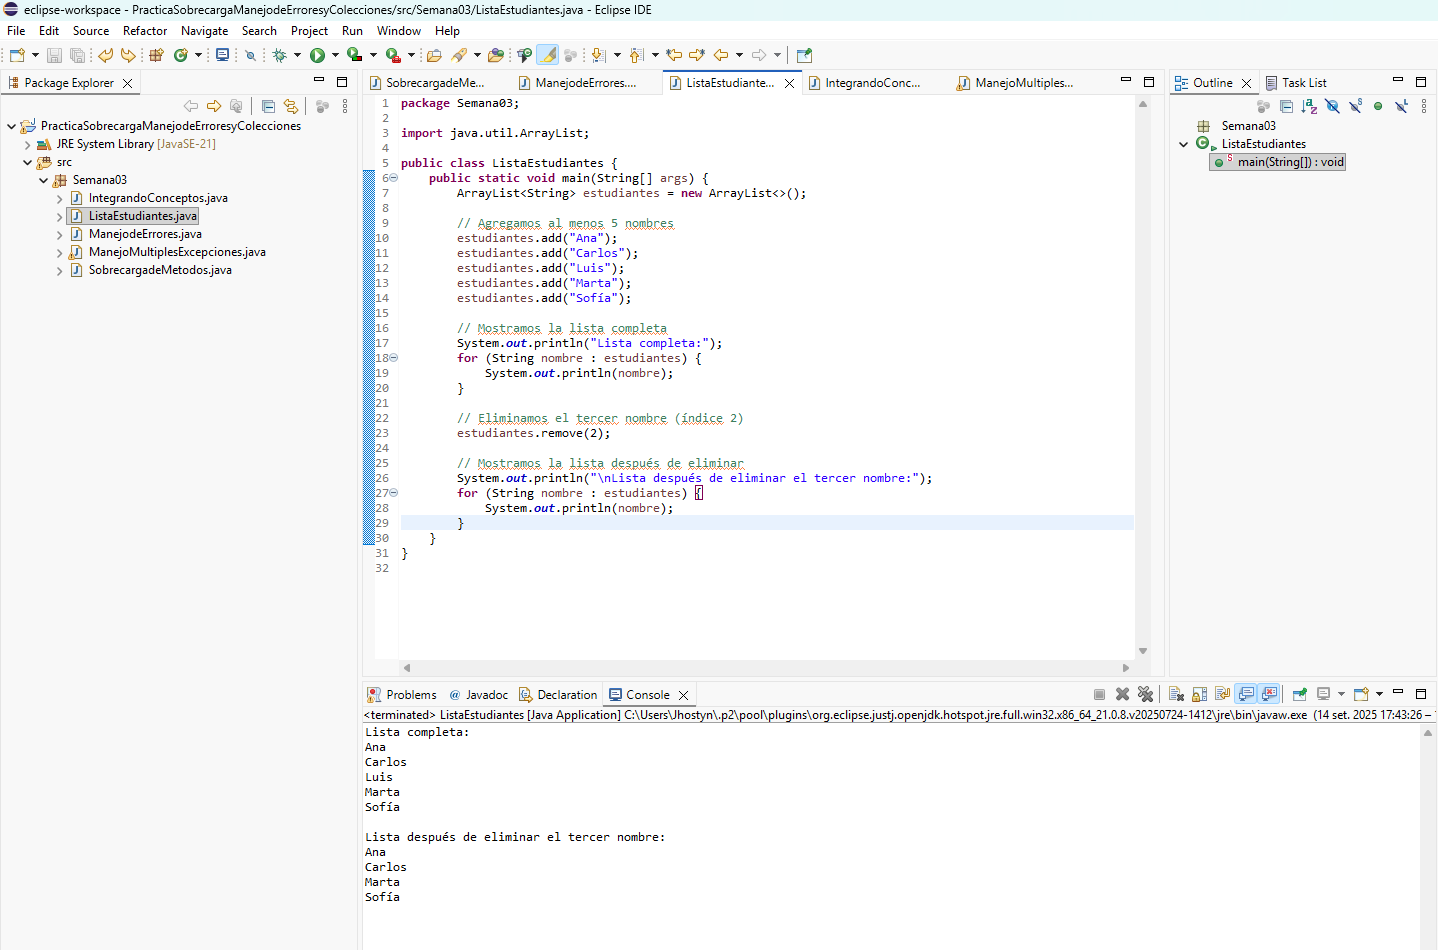 eclipse-workspace - PracticaSobrecargaManejodeErroresyColecciones/src/Semana03/ListaEstudiantes.java - Eclipse IDE
File Edit Source Refactor Navigate Search Project Run Window Help
Package Explorer
PracticaSobrecargaManejodeErroresyColecciones
JRE System Library [JavaSE-21]
src
Semana03
IntegrandoConceptos.java
ListaEstudiantes.java
ManejodeErrores.java
ManejoMultiplesExcepciones.java
SobrecargadeMetodos.java
SobrecargadeMe... ManejodeErrores.... ListaEstudiante... IntegrandoConc... ManejoMultiples...
1 package Semana03;
2
3 import java.util.ArrayList;
4
5 public class ListaEstudiantes {
6 public static void main(String[] args) {
7 ArrayList<String> estudiantes = new ArrayList<>();
8
9 // Agregamos al menos 5 nombres
10 estudiantes.add("Ana");
11 estudiantes.add("Carlos");
12 estudiantes.add("Luis");
13 estudiantes.add("Marta");
14 estudiantes.add("Sofía");
15
16 // Mostramos la lista completa
17 System.out.println("Lista completa:");
18 for (String nombre : estudiantes) {
19 System.out.println(nombre);
20 }
21
22 // Eliminamos el tercer nombre (índice 2)
23 estudiantes.remove(2);
24
25 // Mostramos la lista después de eliminar
26 System.out.println("\nLista después de eliminar el tercer nombre:");
27 for (String nombre : estudiantes) {
28 System.out.println(nombre);
29 }
30 }
31 }
32
Outline Task List
Semana03
ListaEstudiantes
main(String[]) : void
Problems Javadoc Declaration Console
<terminated> ListaEstudiantes [Java Application] C:\Users\Jhostyn\.p2\pool\plugins\org.eclipse.justj.openjdk.hotspot.jre.full.win32.x86_64_21.0.8.v20250724-1412\jre\bin\javaw.exe (14 set. 2025 17:43:26 –
Lista completa:
Ana
Carlos
Luis
Marta
Sofía
Lista después de eliminar el tercer nombre:
Ana
Carlos
Marta
Sofía